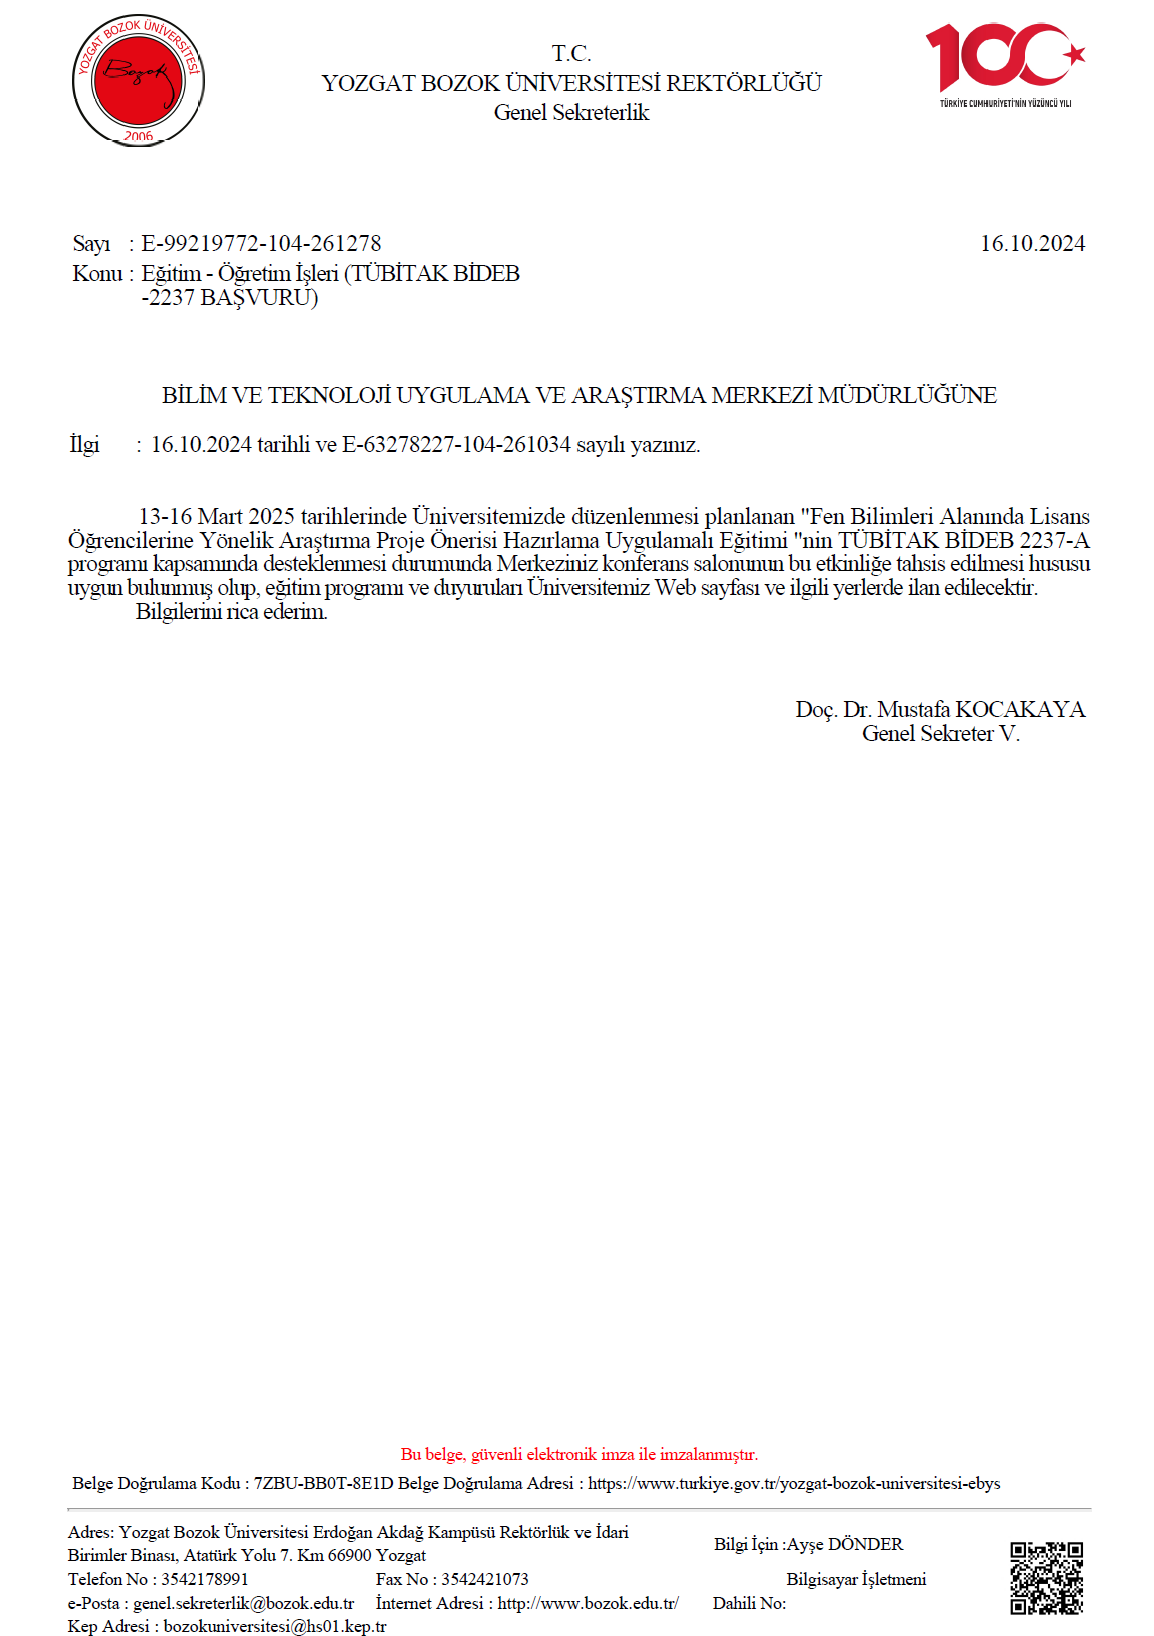 YOZGAT BOZOK ÜNİVERSİTESİ
Bozok
2006
100
TÜRKİYE CUMHURİYETİ'NİN YÜZÜNCÜ YILI
T.C.
YOZGAT BOZOK ÜNİVERSİTESİ REKTÖRLÜĞÜ
Genel Sekreterlik
Sayı : E-99219772-104-261278 16.10.2024
Konu : Eğitim - Öğretim İşleri (TÜBİTAK BİDEB
-2237 BAŞVURU)
BİLİM VE TEKNOLOJİ UYGULAMA VE ARAŞTIRMA MERKEZİ MÜDÜRLÜĞÜNE
İlgi : 16.10.2024 tarihli ve E-63278227-104-261034 sayılı yazınız.
13-16 Mart 2025 tarihlerinde Üniversitemizde düzenlenmesi planlanan "Fen Bilimleri Alanında Lisans
Öğrencilerine Yönelik Araştırma Proje Önerisi Hazırlama Uygulamalı Eğitimi "nin TÜBİTAK BİDEB 2237-A
programı kapsamında desteklenmesi durumunda Merkeziniz konferans salonunun bu etkinliğe tahsis edilmesi hususu
uygun bulunmuş olup, eğitim programı ve duyuruları Üniversitemiz Web sayfası ve ilgili yerlerde ilan edilecektir.
Bilgilerini rica ederim.
Doç. Dr. Mustafa KOCAKAYA
Genel Sekreter V.
Bu belge, güvenli elektronik imza ile imzalanmıştır.
Belge Doğrulama Kodu : 7ZBU-BB0T-8E1D Belge Doğrulama Adresi : https://www.turkiye.gov.tr/yozgat-bozok-universitesi-ebys
Adres: Yozgat Bozok Üniversitesi Erdoğan Akdağ Kampüsü Rektörlük ve İdari
Birimler Binası, Atatürk Yolu 7. Km 66900 Yozgat
Telefon No : 3542178991 Fax No : 3542421073
e-Posta : genel.sekreterlik@bozok.edu.tr İnternet Adresi : http://www.bozok.edu.tr/
Kep Adresi : bozokuniversitesi@hs01.kep.tr
Bilgi İçin :Ayşe DÖNDER
Bilgisayar İşletmeni
Dahili No: